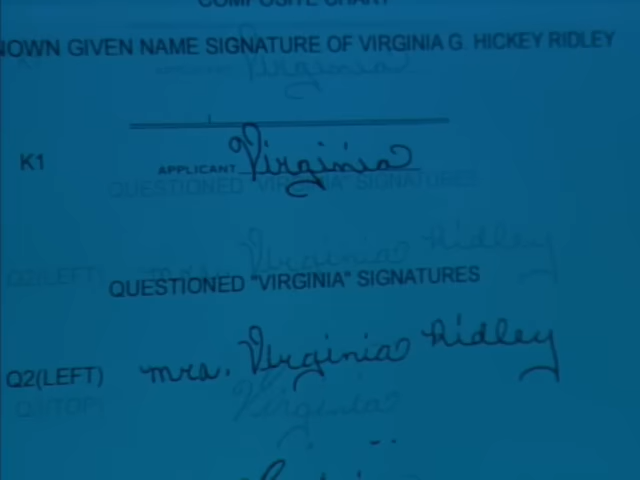 COMPOSITE CHART
NOWN GIVEN NAME SIGNATURE OF VIRGINIA G. HICKEY RIDLEY
K1
APPLICANT Virginia
QUESTIONED "VIRGINIA" SIGNATURES
Q2(LEFT) Mrs. Virginia Ridley